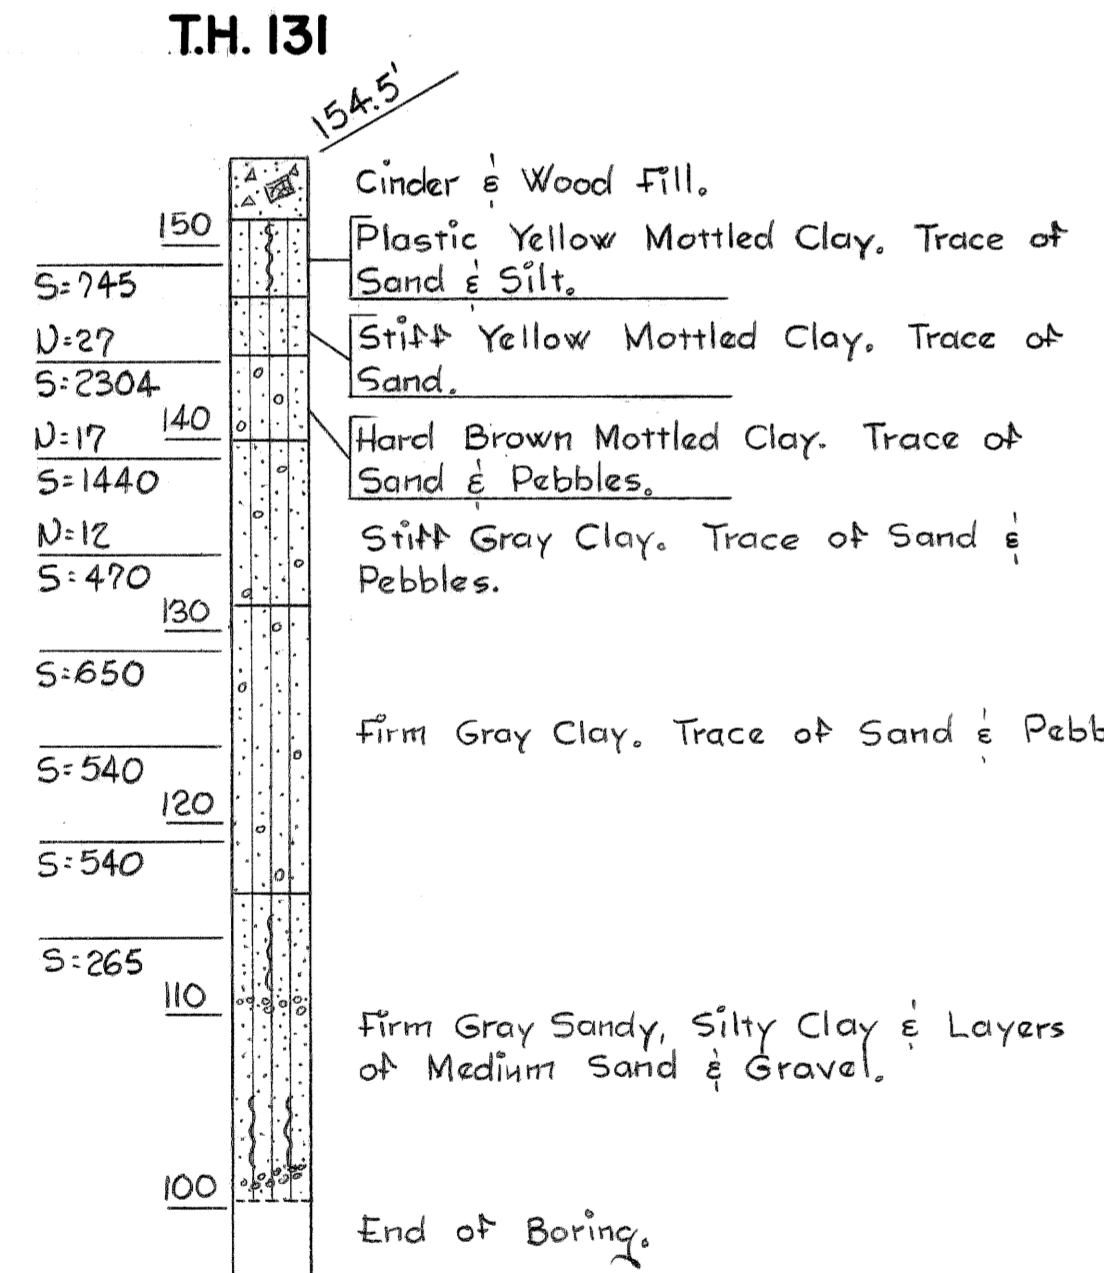 T.H. 131
154.5'
Cinder & Wood Fill.
150
Plastic Yellow Mottled Clay. Trace of
Sand & Silt.
S=745
N=27
Stiff Yellow Mottled Clay. Trace of
Sand.
S=2304
140
N=17
Hard Brown Mottled Clay. Trace of
Sand & Pebbles.
S=1440
N=12
Stiff Gray Clay. Trace of Sand &
Pebbles.
S=470
130
S=650
Firm Gray Clay. Trace of Sand & Pebb
S=540
120
S=540
S=265
110
Firm Gray Sandy, Silty Clay & Layers
of Medium Sand & Gravel.
100
End of Boring.